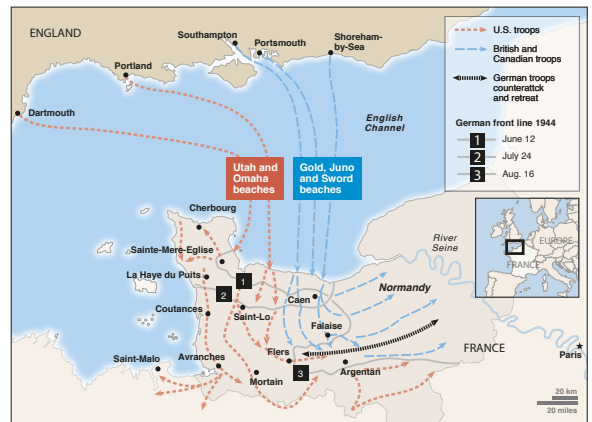 ENGLAND
Southampton
Portsmouth
Shoreham-
by-Sea
Portland
Dartmouth
English
Channel
U.S. troops
British and
Canadian troops
German troops
counterattck
and retreat
German front line 1944
1 June 12
2 July 24
3 Aug. 16
Utah and
Omaha
beaches
Gold, Juno
and Sword
beaches
Cherbourg
Sainte-Mere-Eglise
La Haye du Puits
1
2
Coutances
Saint-Lo
Caen
Normandy
River
Seine
EUROPE
FRANCE
Falaise
Saint-Malo
Avranches
Flers
3
Mortain
Argentan
FRANCE
Paris
20 km
20 miles